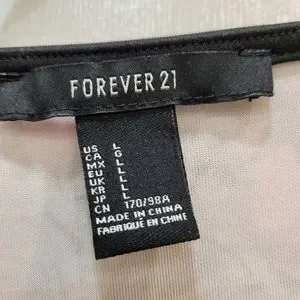 FOREVER 21
US L
CA G
MX L
EU L
UK L
KR L
JP L
CN 170/98A
MADE IN CHINA
FABRIQUÉ EN CHINE